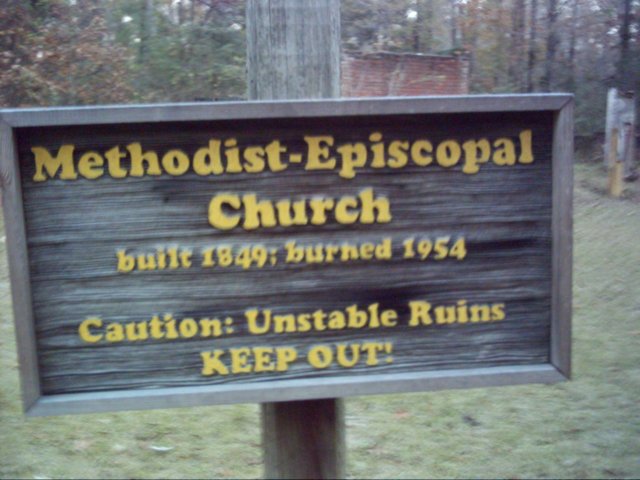 Methodist-Episcopal
Church
built 1849; burned 1954
Caution: Unstable Ruins
KEEP OUT!